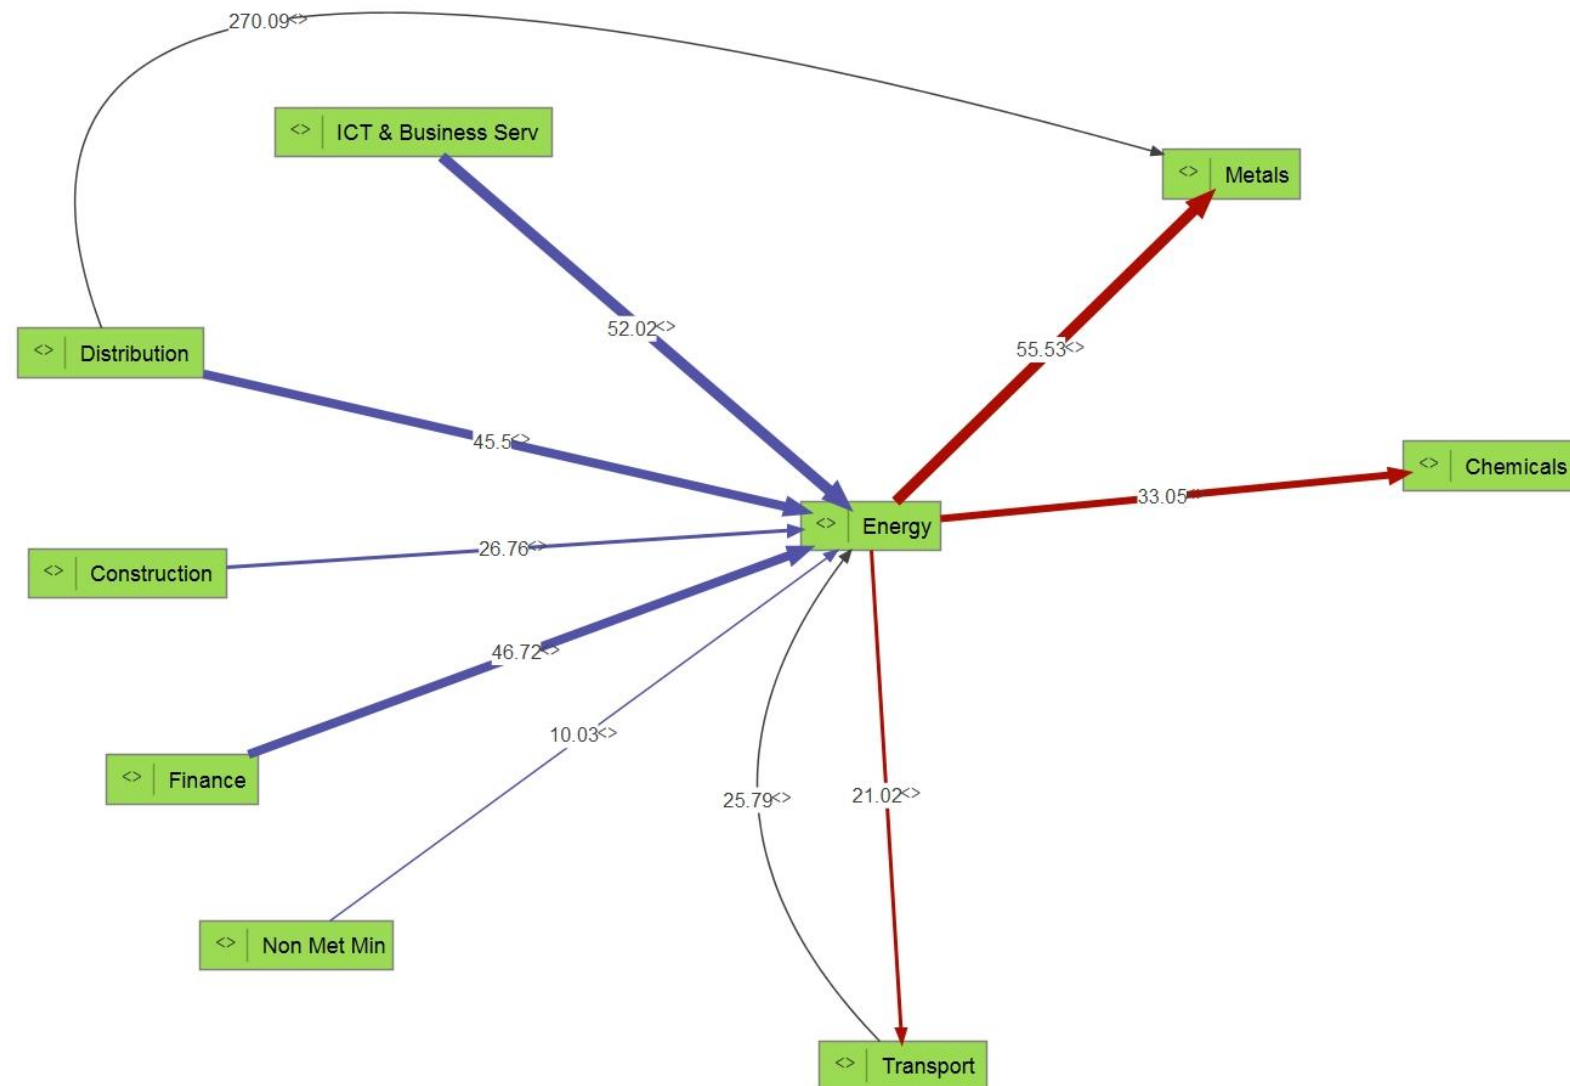 270.09<>
<> ICT & Business Serv
<> Metals
52.02<>
55.53<>
<> Distribution
45.5<>
<> Chemicals
33.05
<> Energy
26.76<>
<> Construction
46.72<>
10.03<>
<> Finance
25.79<>
21.02<>
<> Non Met Min
<> Transport